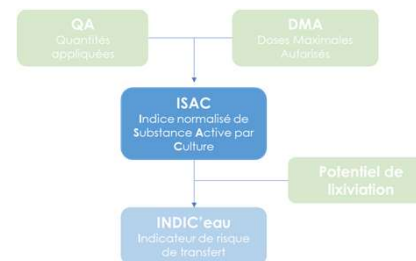 QA
Quantités
appliquées
DMA
Doses Maximales
Autorisés
ISAC
Indice normalisé de
Substance Active par
Culture
Potentiel de
lixiviation
INDIC'eau
Indicateur de risque
de transfert